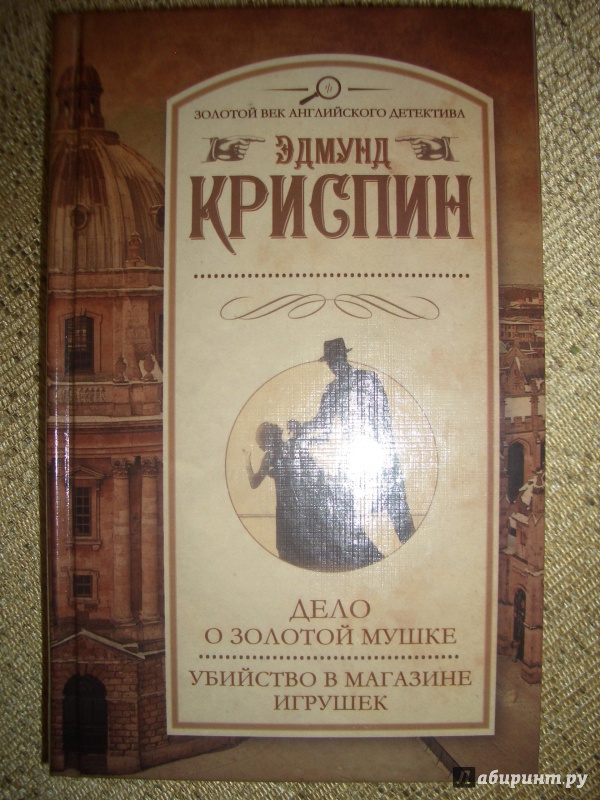 ЗОЛОТОЙ ВЕК АНГЛИЙСКОГО ДЕТЕКТИВА
ЭДМУНД
КРИСПИН
ДЕЛО
О ЗОЛОТОЙ МУШКЕ
УБИЙСТВО В МАГАЗИНЕ
ИГРУШЕК
Лабиринт.ру